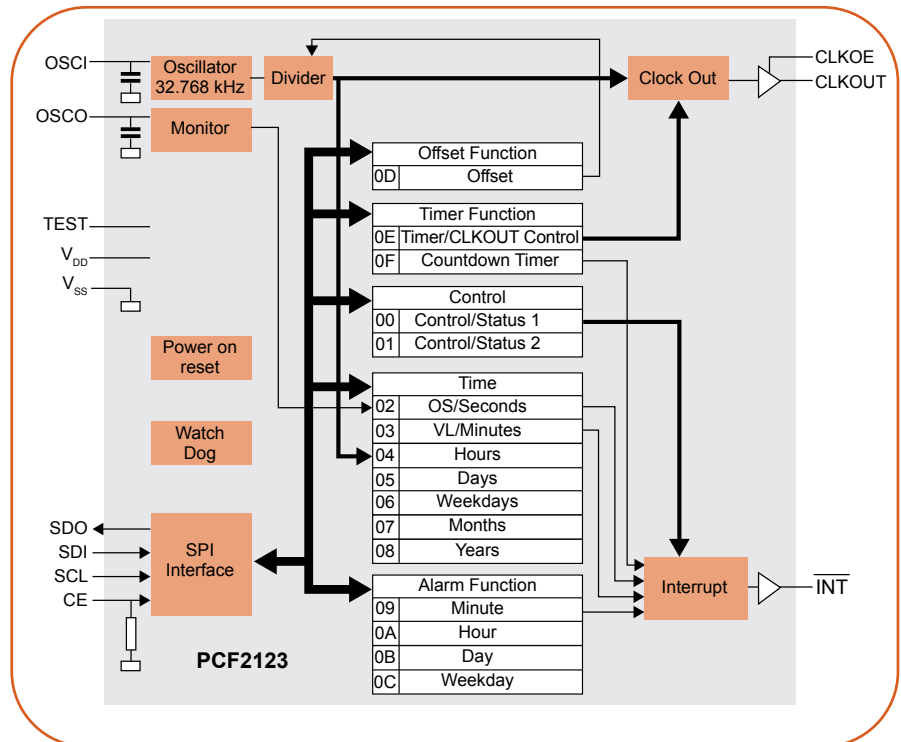 OSCI
OSCO
TEST
VDD
VSS
SDO
SDI
SCL
CE
Oscillator
32.768 kHz
Divider
Monitor
Power on
reset
Watch
Dog
SPI
Interface
PCF2123
Offset Function
0D Offset
Timer Function
0E Timer/CLKOUT Control
0F Countdown Timer
Control
00 Control/Status 1
01 Control/Status 2
Time
02 OS/Seconds
03 VL/Minutes
04 Hours
05 Days
06 Weekdays
07 Months
08 Years
Alarm Function
09 Minute
0A Hour
0B Day
0C Weekday
Clock Out
CLKOE
CLKOUT
Interrupt
INT